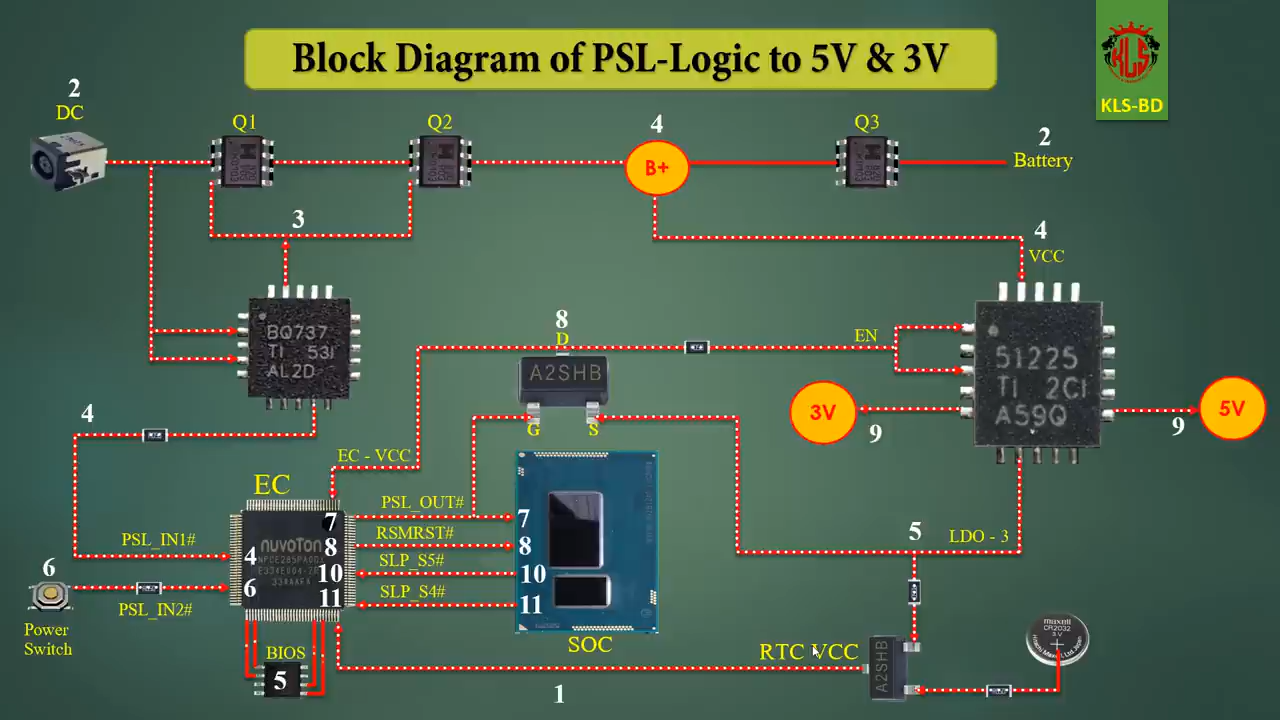 Block Diagram of PSL-Logic to 5V & 3V
KLS
KLS-BD
2
DC
Q1
Q2
4
B+
Q3
2
Battery
3
4
VCC
BQ737
TI 53I
AL2D
8
D
A2SHB
G
S
EN
51225
TI 2CI
A59Q
3V
9
5V
9
4
EC - VCC
EC
PSL_OUT#
RSMRST#
SLP_S5#
SLP_S4#
nuvoTon
7
8
10
11
7
8
10
11
PSL_IN1#
4
6
PSL_IN2#
6
Power
Switch
5
LDO - 3
SOC
BIOS
5
RTC VCC
A2SHB
1
maxell
CR2032
3 V